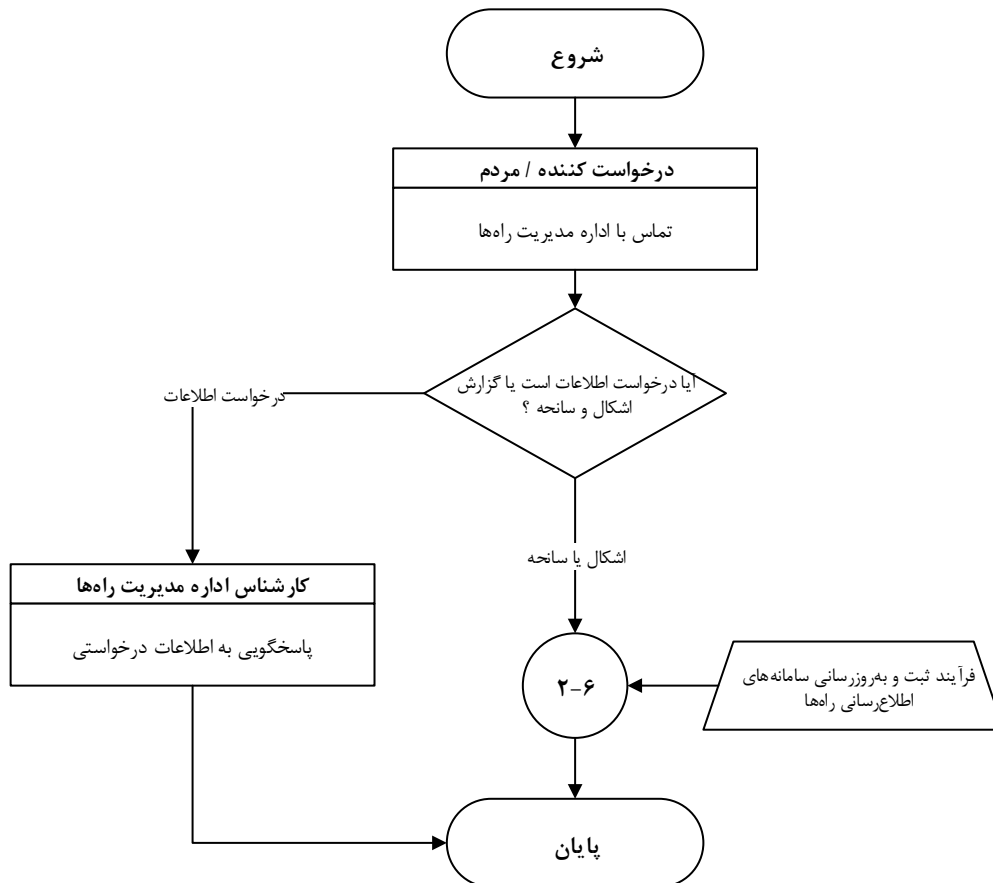 شروع
درخواست کننده / مردم
تماس با اداره مدیریت راه‌ها
آیا درخواست اطلاعات است یا گزارش
اشکال و سانحه ؟
درخواست اطلاعات
اشکال یا سانحه
کارشناس اداره مدیریت راه‌ها
پاسخگویی به اطلاعات درخواستی
۲-۶
فرآیند ثبت و به‌روزرسانی سامانه‌های
اطلاع‌رسانی راه‌ها
پایان